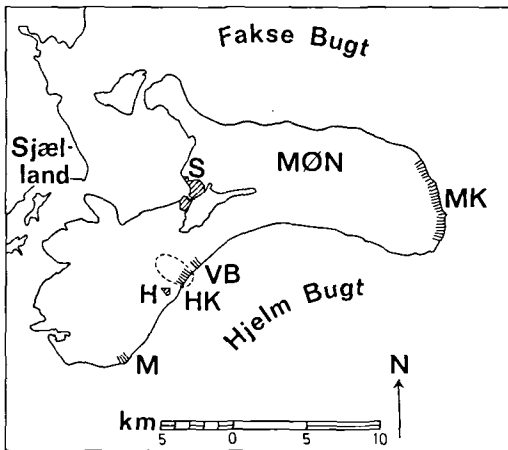 Fakse Bugt
Sjæl-
land
S
MØN
MK
VB
H
HK
Hjelm Bugt
M
N
km
5 0 5 10